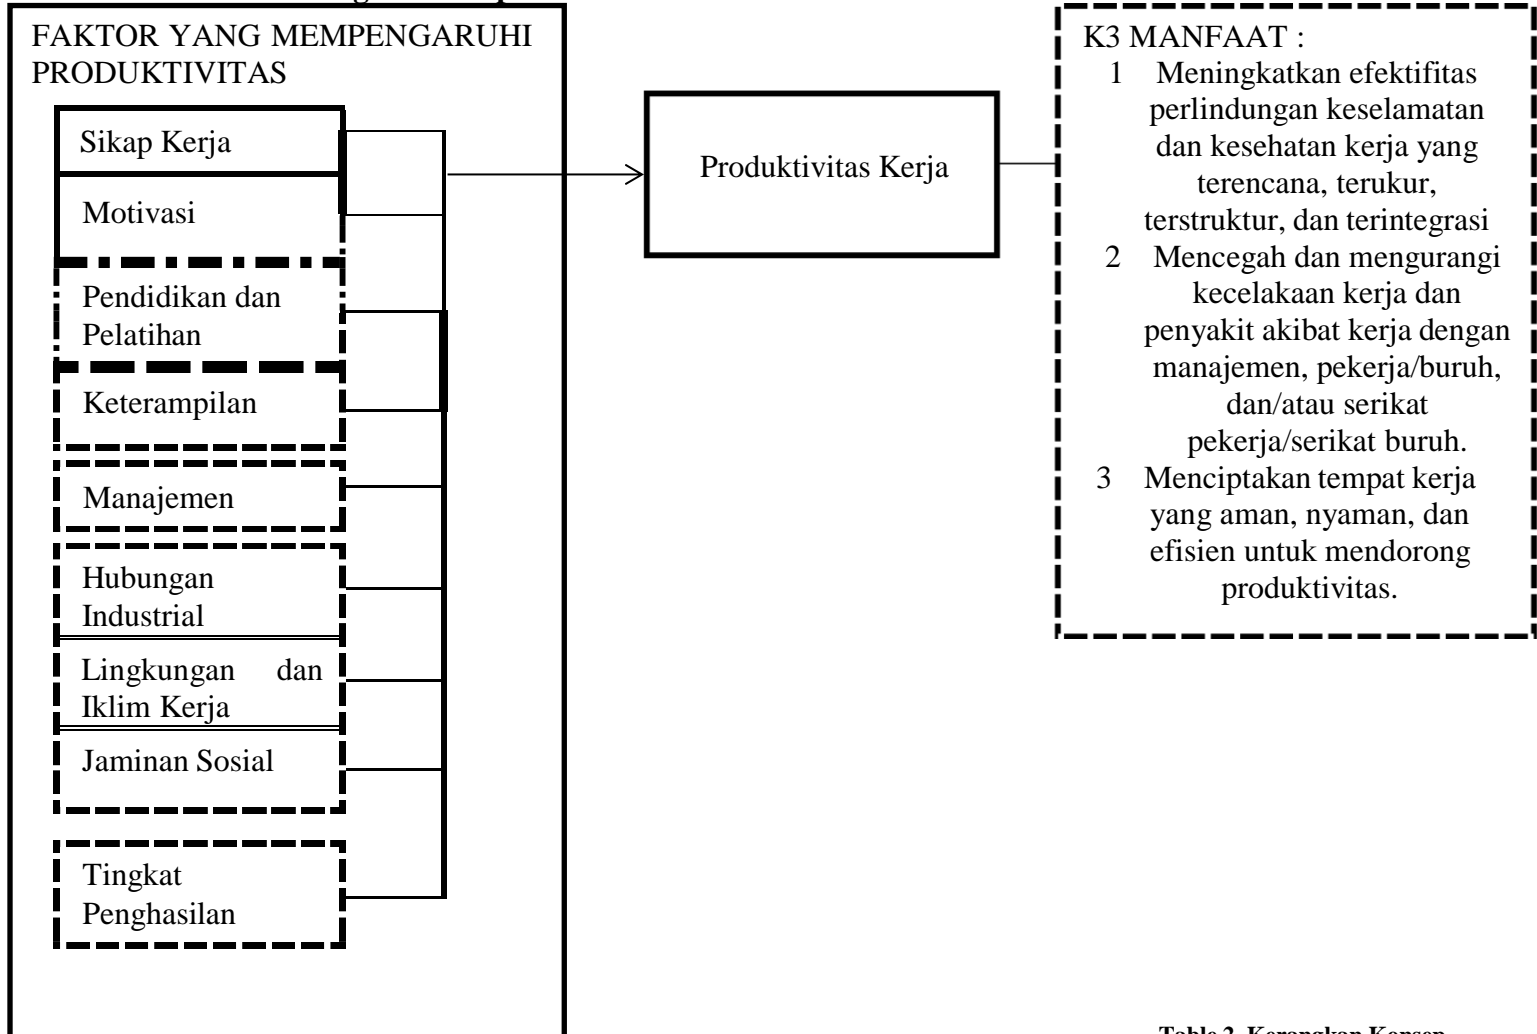 FAKTOR YANG MEMPENGARUHI
PRODUKTIVITAS
Sikap Kerja
Motivasi
Pendidikan dan
Pelatihan
Keterampilan
Manajemen
Hubungan
Industrial
Lingkungan dan
Iklim Kerja
Jaminan Sosial
Tingkat
Penghasilan
Produktivitas Kerja
K3 MANFAAT :
1 Meningkatkan efektifitas
perlindungan keselamatan
dan kesehatan kerja yang
terencana, terukur,
terstruktur, dan terintegrasi
2 Mencegah dan mengurangi
kecelakaan kerja dan
penyakit akibat kerja dengan
manajemen, pekerja/buruh,
dan/atau serikat
pekerja/serikat buruh.
3 Menciptakan tempat kerja
yang aman, nyaman, dan
efisien untuk mendorong
produktivitas.
Table 2. Kerangkan Konsep